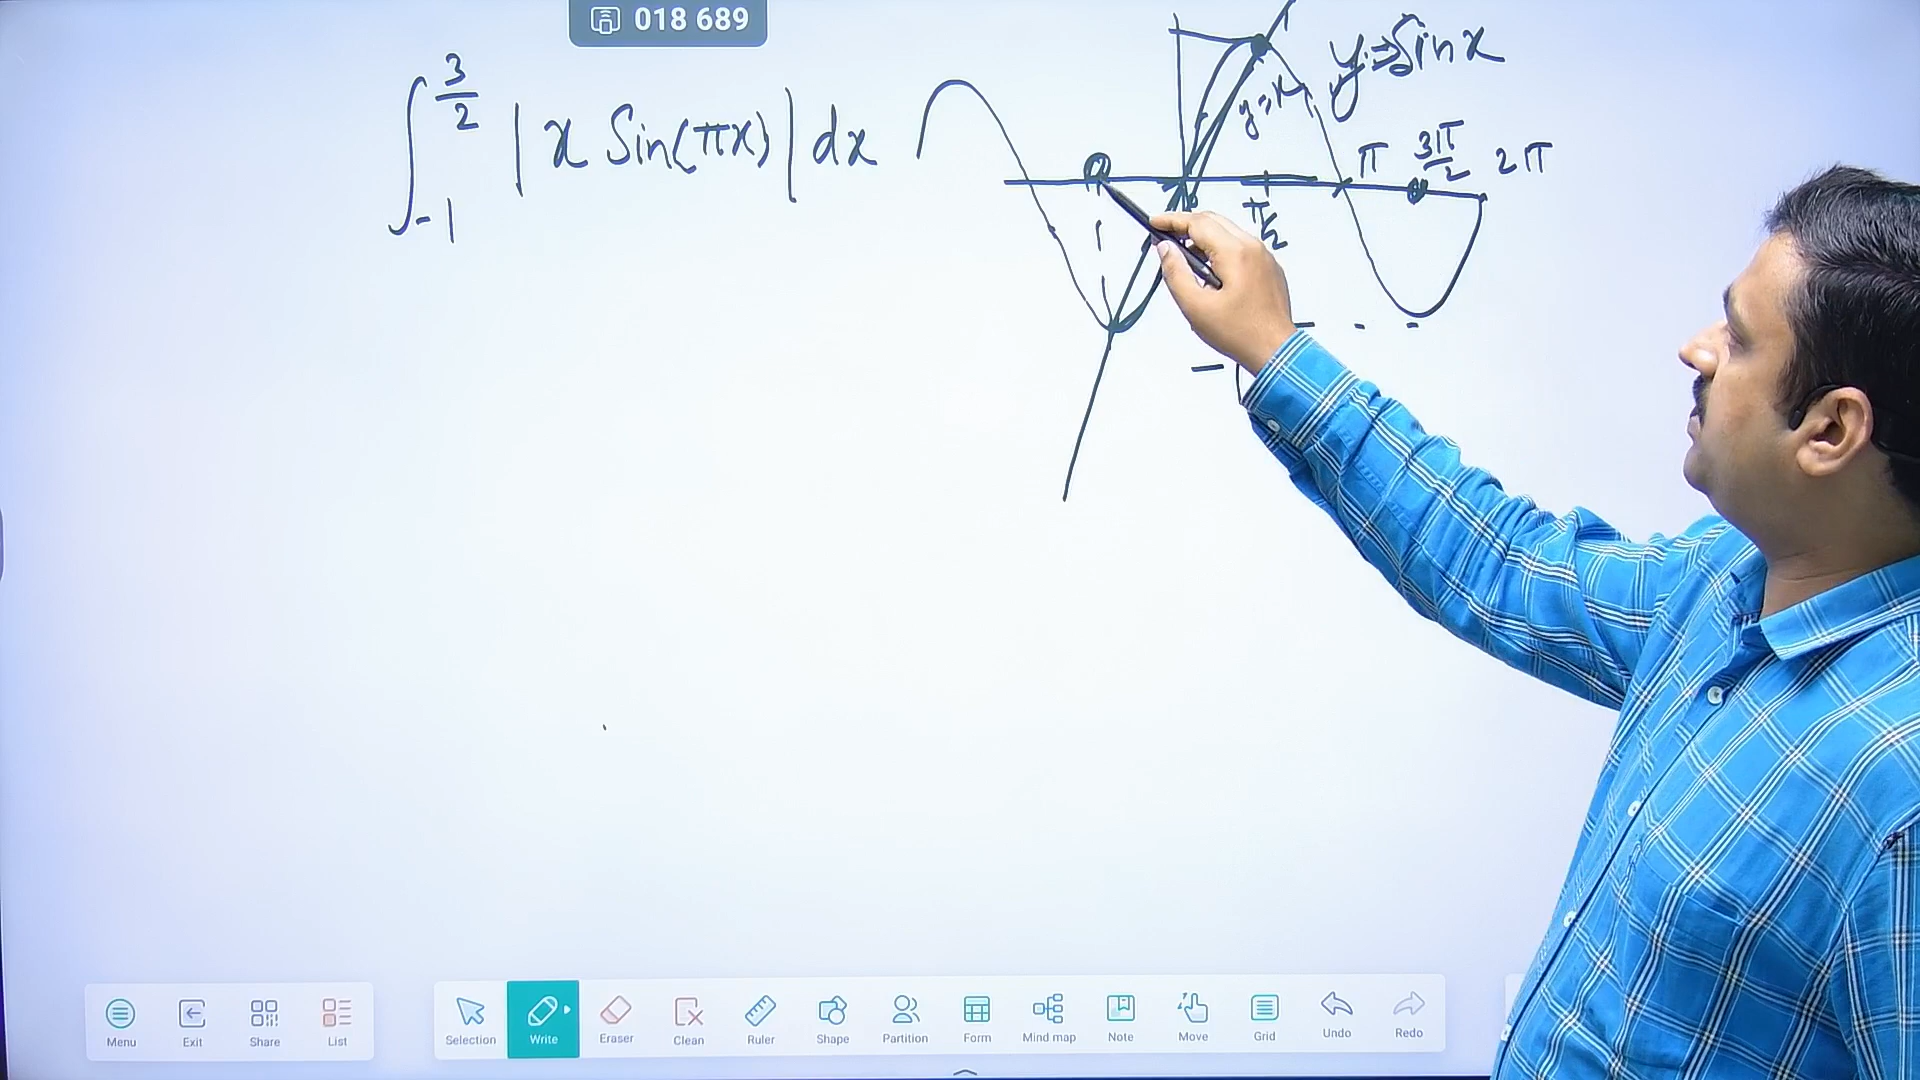 018 689
∫_{-1}^{3/2} |x Sin(πx)| dx
y = Sin x
y = x
π 3π/2 2π
π/2
Menu Exit Share List Selection Write Eraser Clean Ruler Shape Partition Form Mind map Note Move Grid Undo Redo